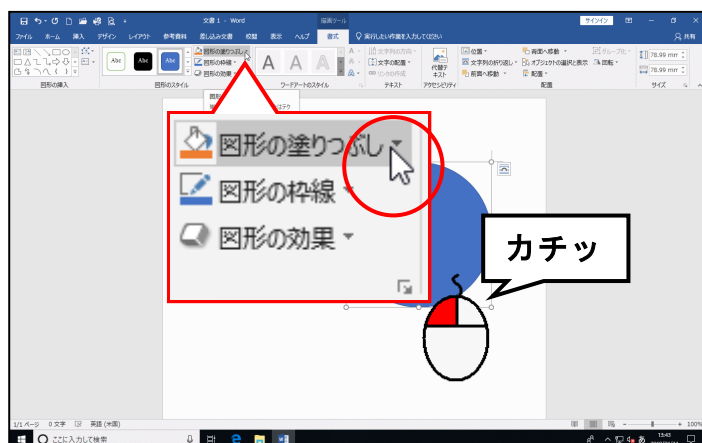 文書 1 - Word
描画ツール
サインイン
ファイル ホーム 挿入 デザイン レイアウト 参考資料 差し込み文書 校閲 表示 ヘルプ 書式 実行したい作業を入力してください 共有
図形の塗りつぶし
図形の枠線
図形の効果
Abc Abc Abc
A A A
文字列の方向
文字の配置
リンクの作成
代替テ
キスト
位置
文字列の折り返し
前面へ移動
背面へ移動
オブジェクトの選択と表示
配置
グループ化
回転
78.99 mm
78.99 mm
図形の挿入 図形のスタイル ワードアートのスタイル テキスト アクセシビリティ 配置 サイズ
図形の塗りつぶし
図形の枠線
図形の効果
カチッ
1/1 ページ 0 文字 英語 (米国) 100%
ここに入力して検索
あ
13:43